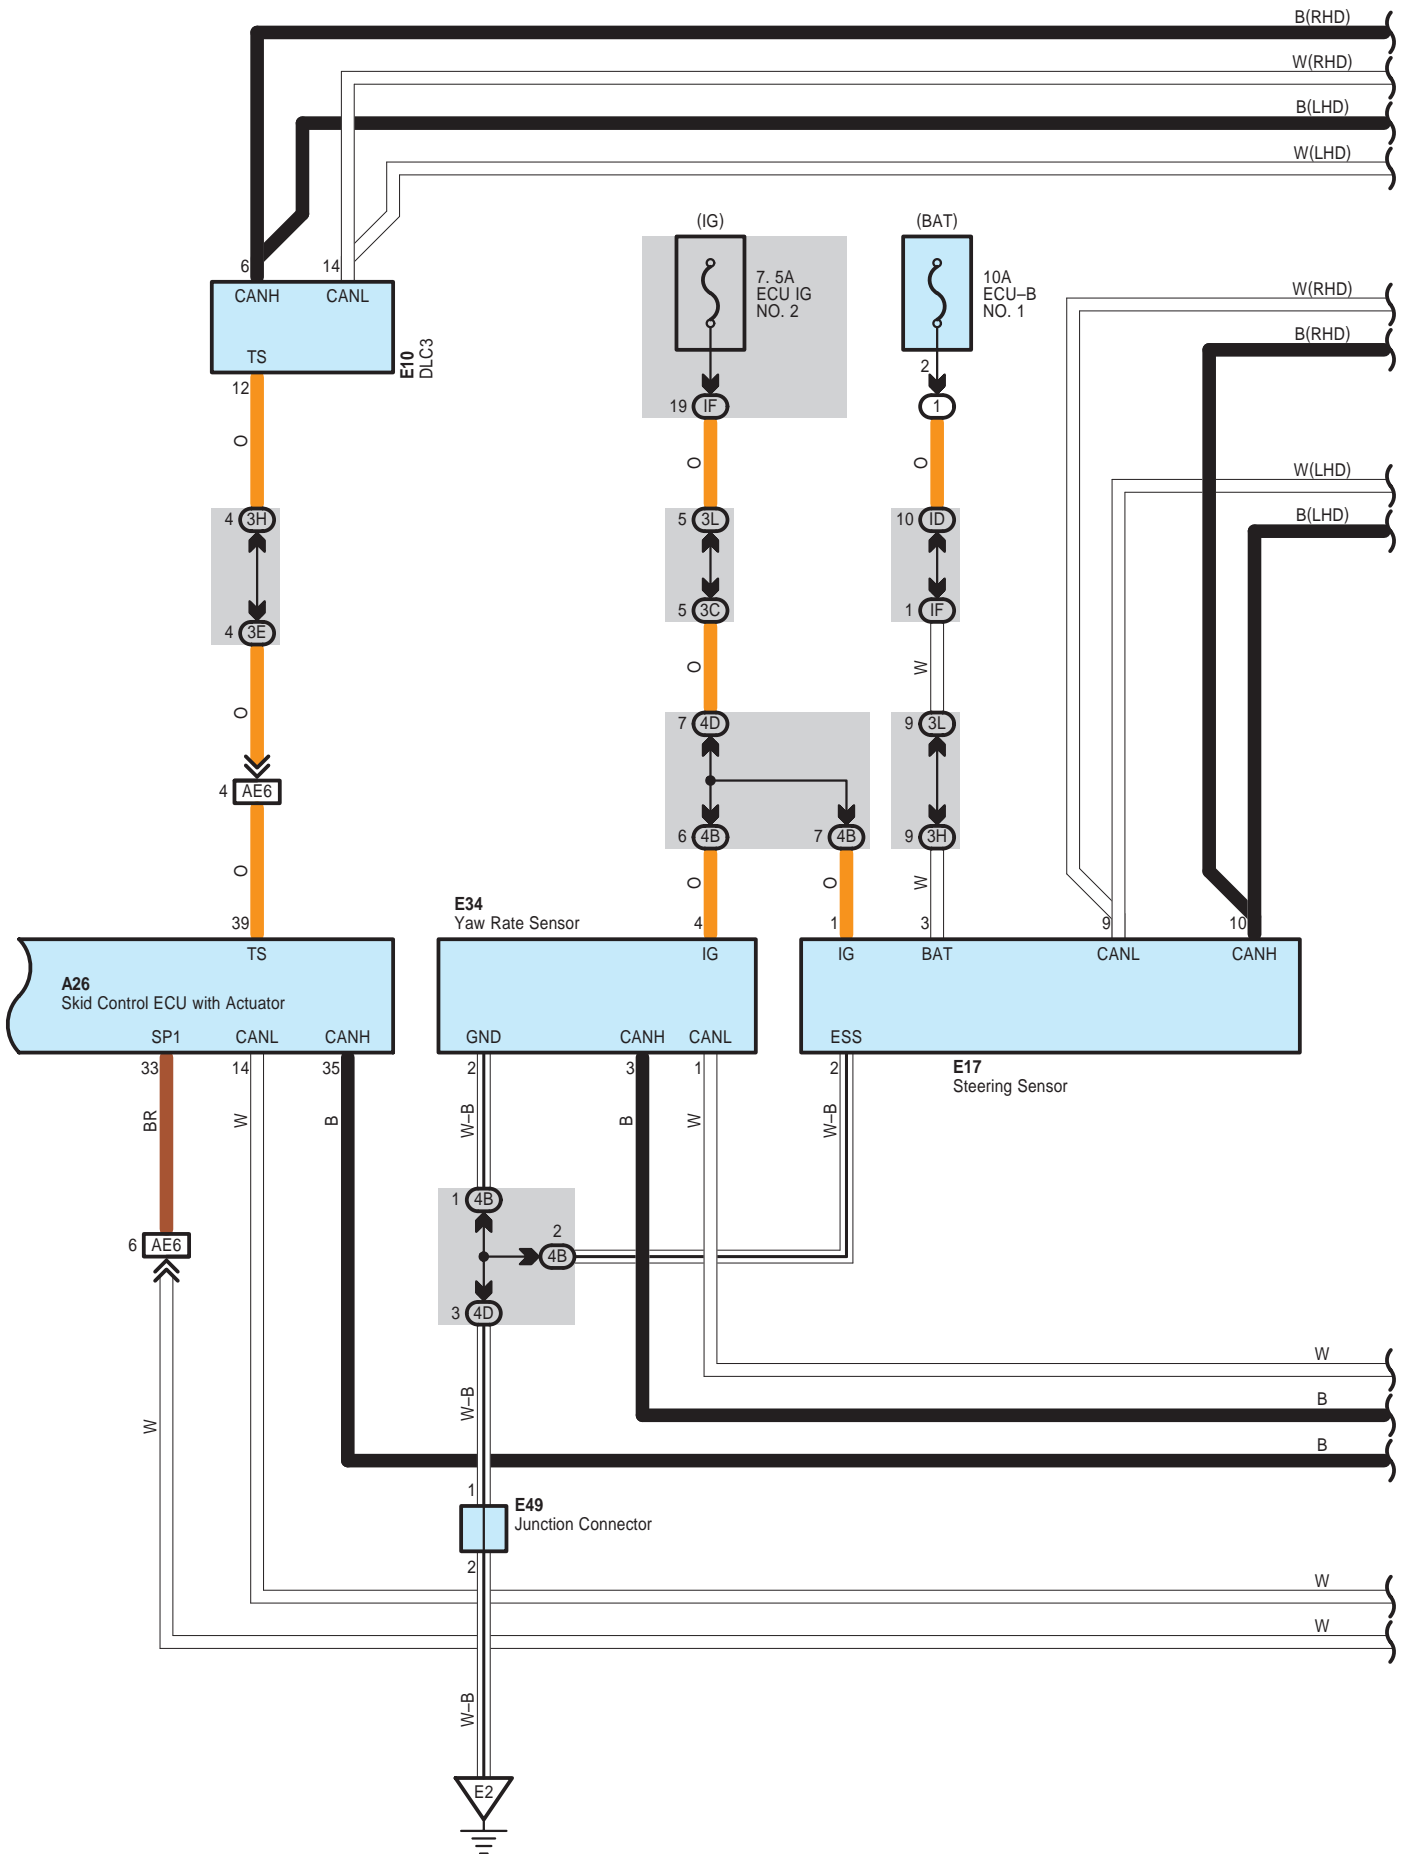 B(RHD)
W(RHD)
B(LHD)
W(LHD)
(IG)
(BAT)
6
14
CANH
CANL
TS
E10
DLC3
7. 5A
ECU IG
NO. 2
10A
ECU–B
NO. 1
W(RHD)
B(RHD)
12
2
19 IF
1
O
O
O
W(LHD)
4 3H
5 3L
10 ID
B(LHD)
4 3E
5 3C
1 IF
O
O
W
7 4D
9 3L
4 AE6
6 4B
7 4B
9 3H
O
O
O
W
E34
Yaw Rate Sensor
39
4
1
3
9
10
TS
IG
IG
BAT
CANL
CANH
A26
Skid Control ECU with Actuator
SP1
CANL
CANH
GND
CANH
CANL
ESS
33
14
35
2
3
1
2
E17
Steering Sensor
BR
W
B
W–B
B
W
W–B
1 4B
6 AE6
2
4B
3 4D
W
W–B
W
B
B
1
E49
Junction Connector
2
W
W
W–B
E2